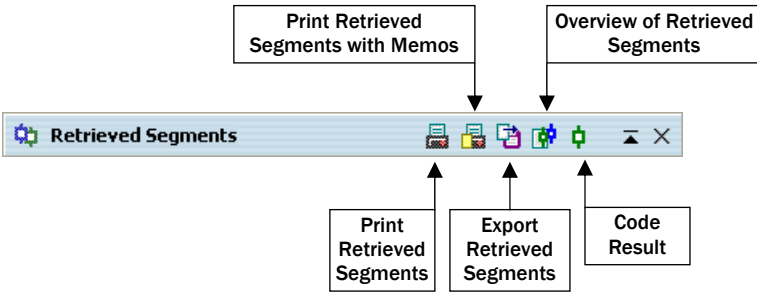 Print Retrieved
Segments with Memos
Overview of Retrieved
Segments
Retrieved Segments
Print
Retrieved
Segments
Export
Retrieved
Segments
Code
Result